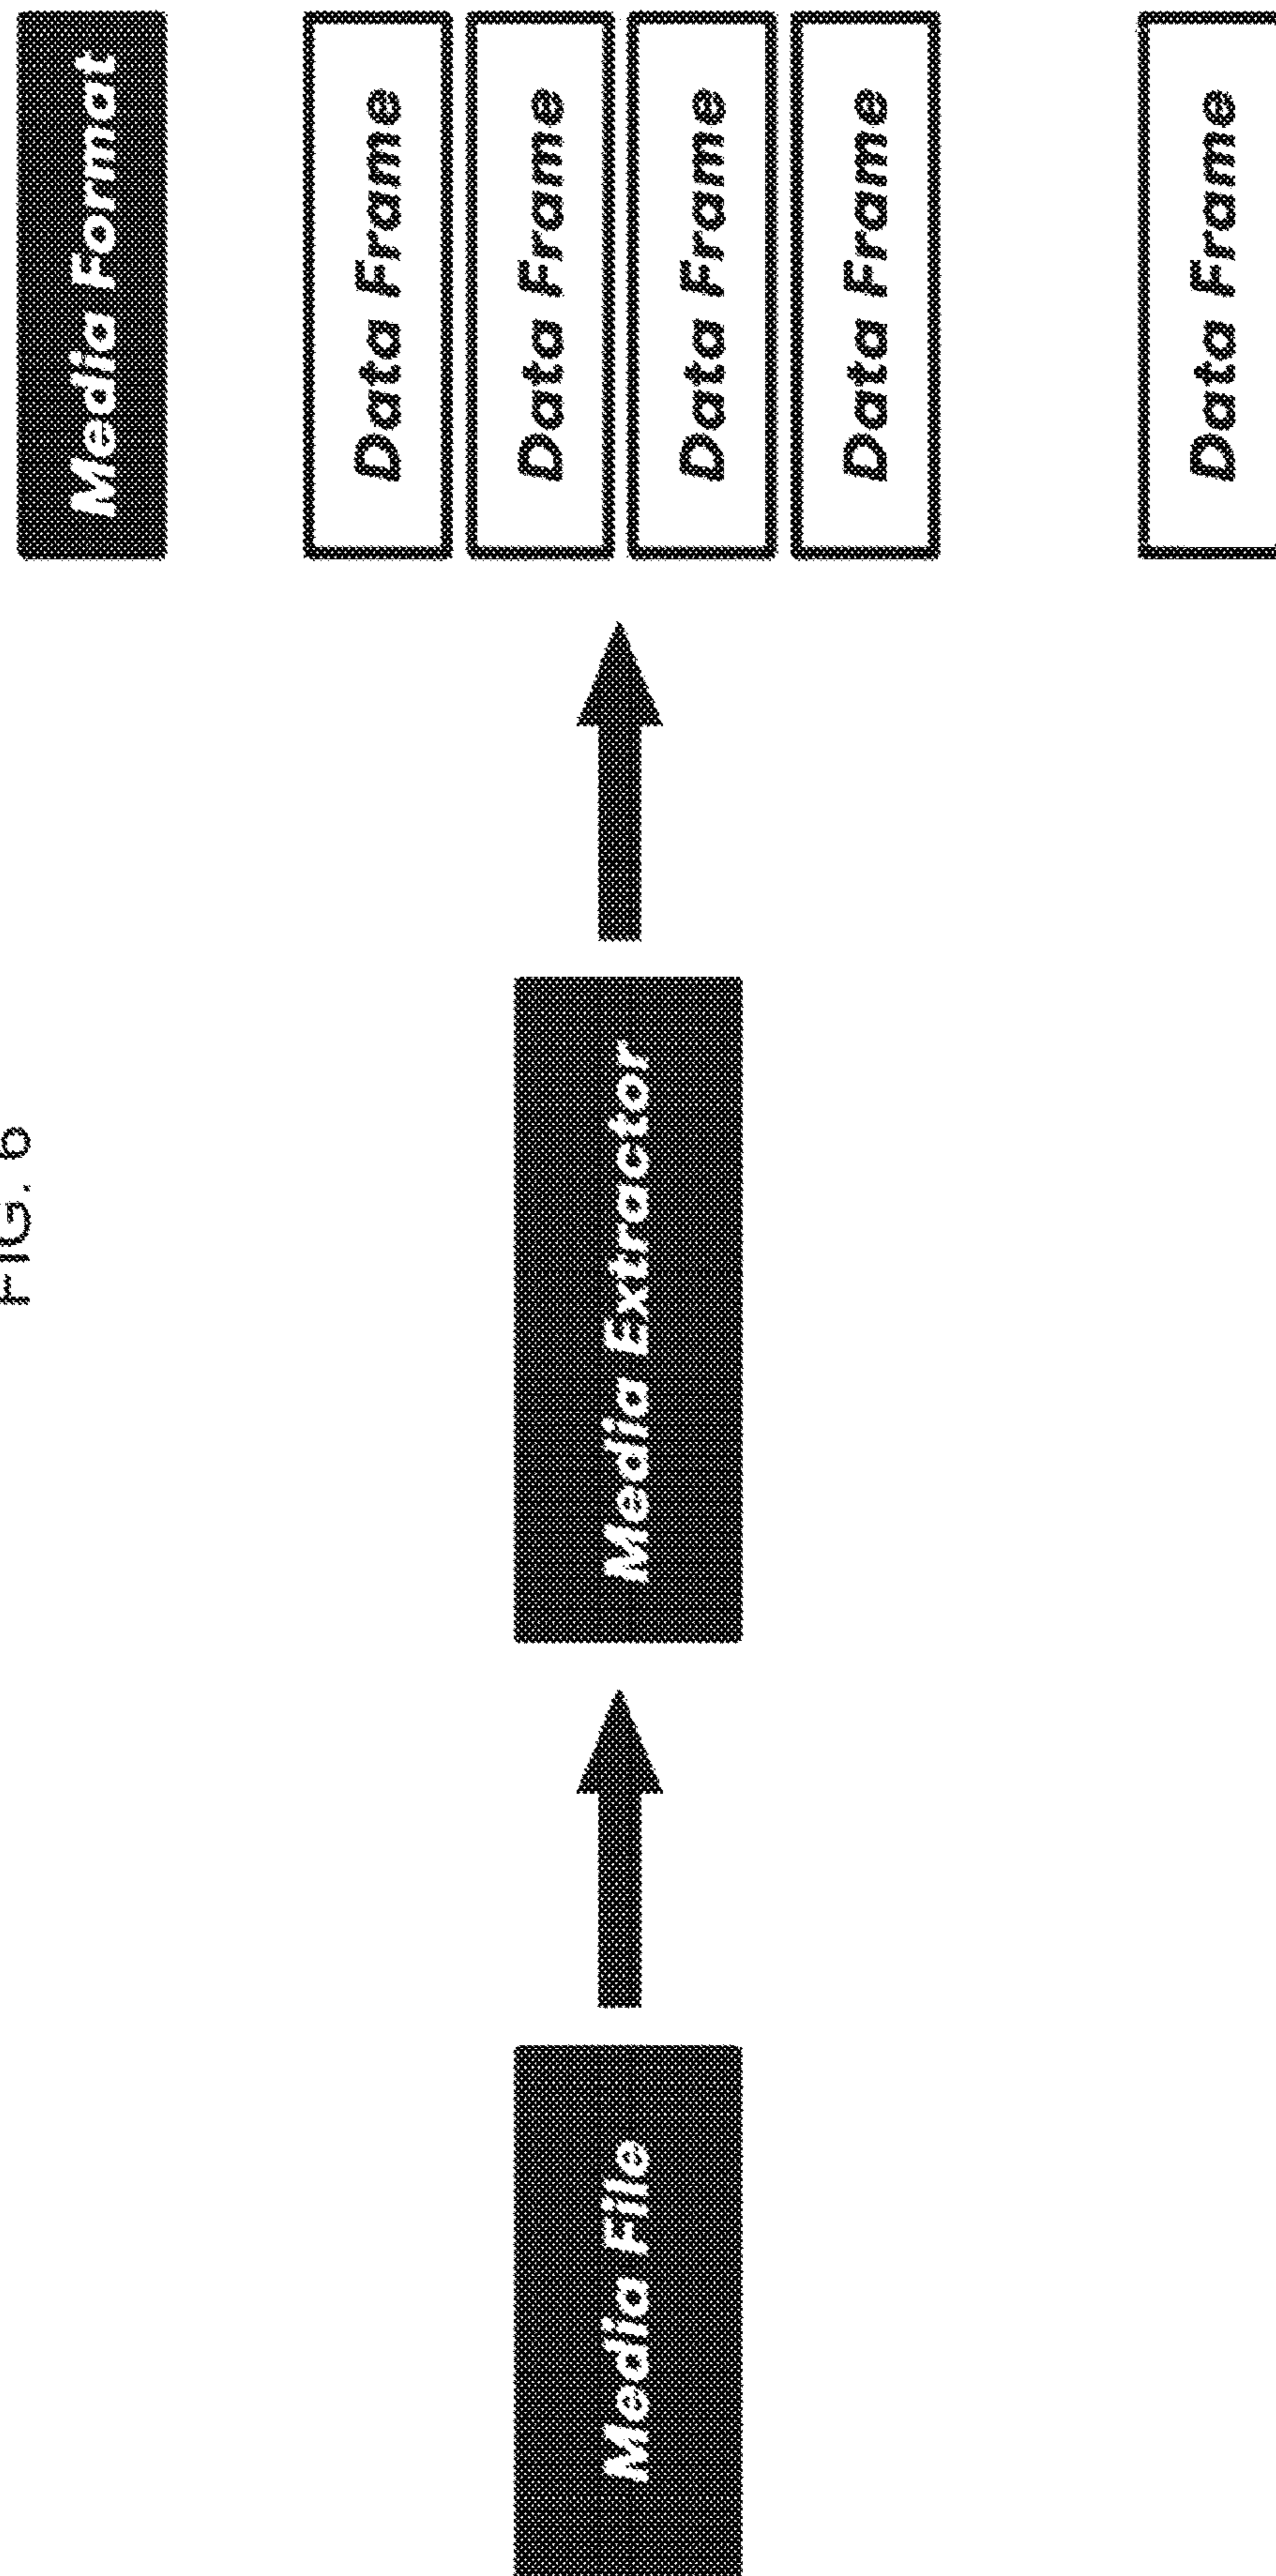 FIG. 6
Media File
Media Extractor
Media Format
Data Frame
Data Frame
Data Frame
Data Frame
Data Frame